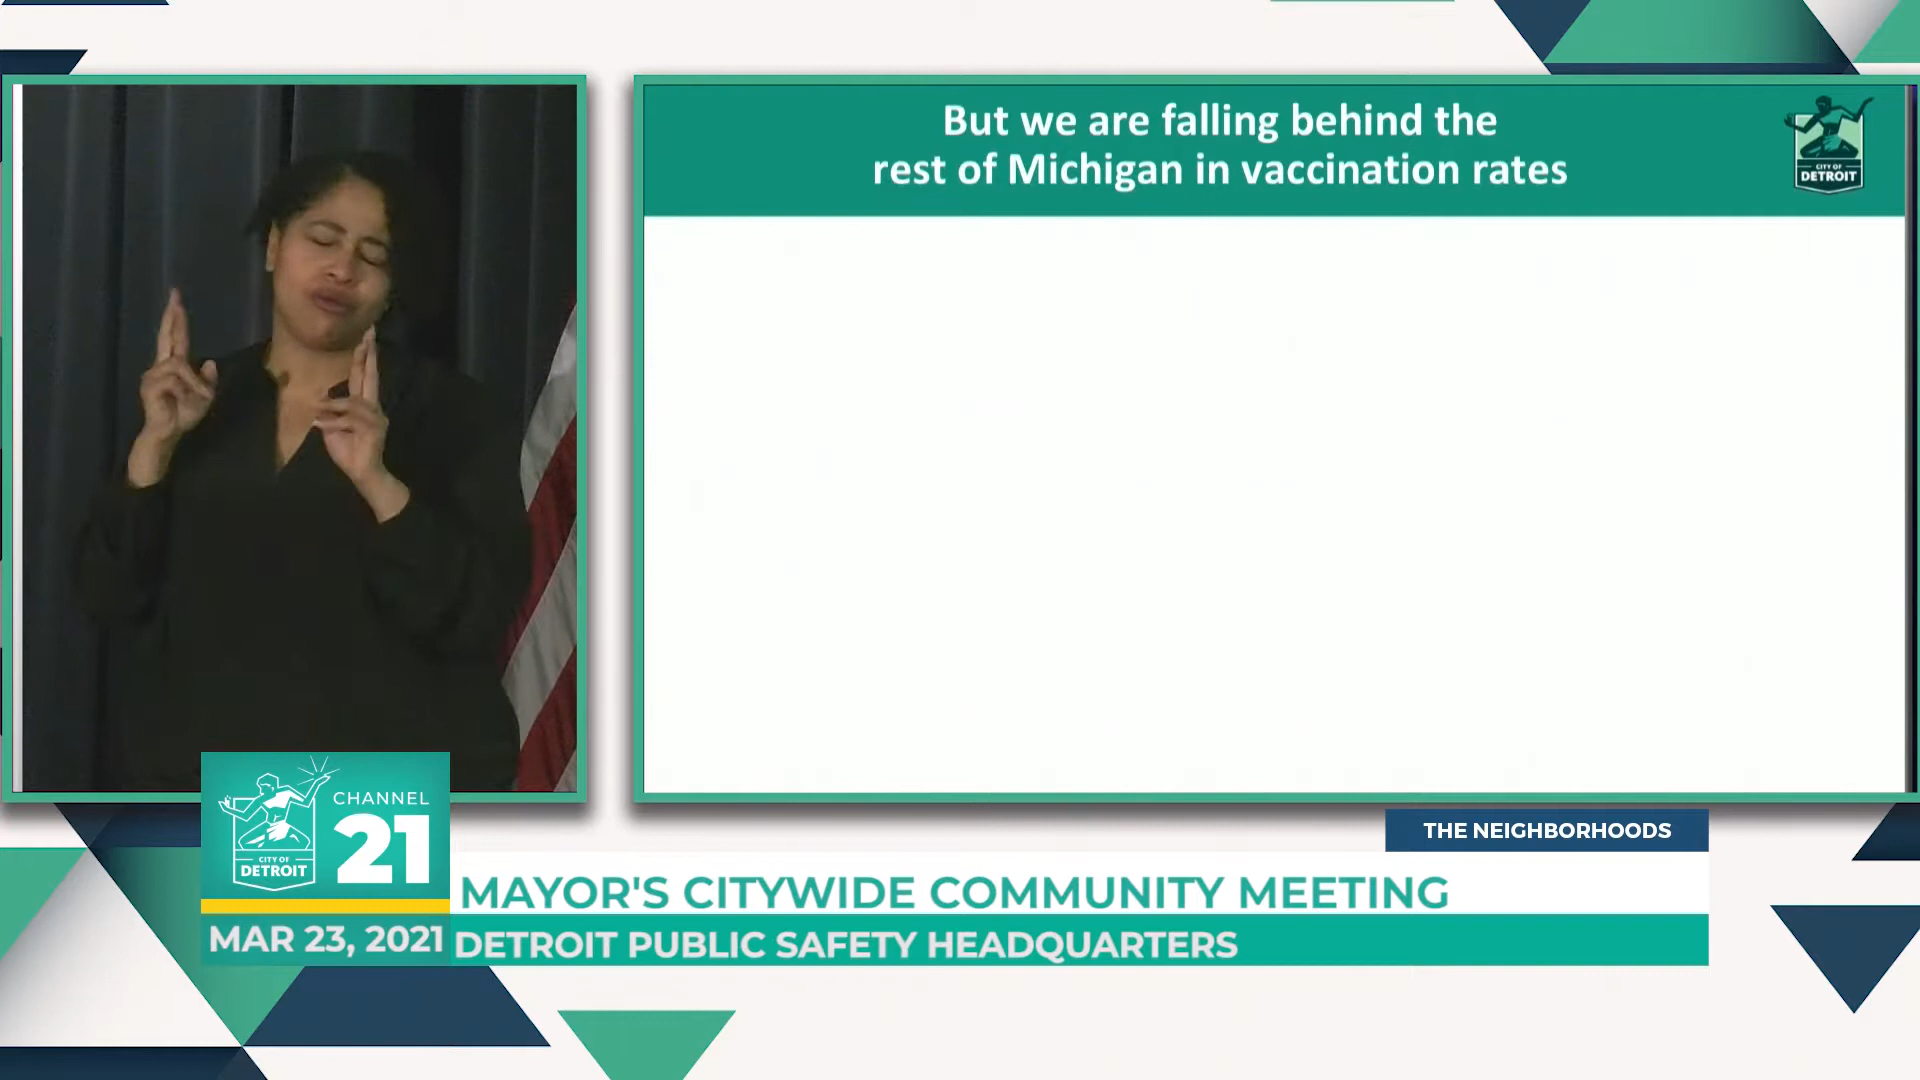 But we are falling behind the
rest of Michigan in vaccination rates
CITY OF
DETROIT
THE NEIGHBORHOODS
CHANNEL
21
CITY OF
DETROIT
MAYOR'S CITYWIDE COMMUNITY MEETING
MAR 23, 2021
DETROIT PUBLIC SAFETY HEADQUARTERS